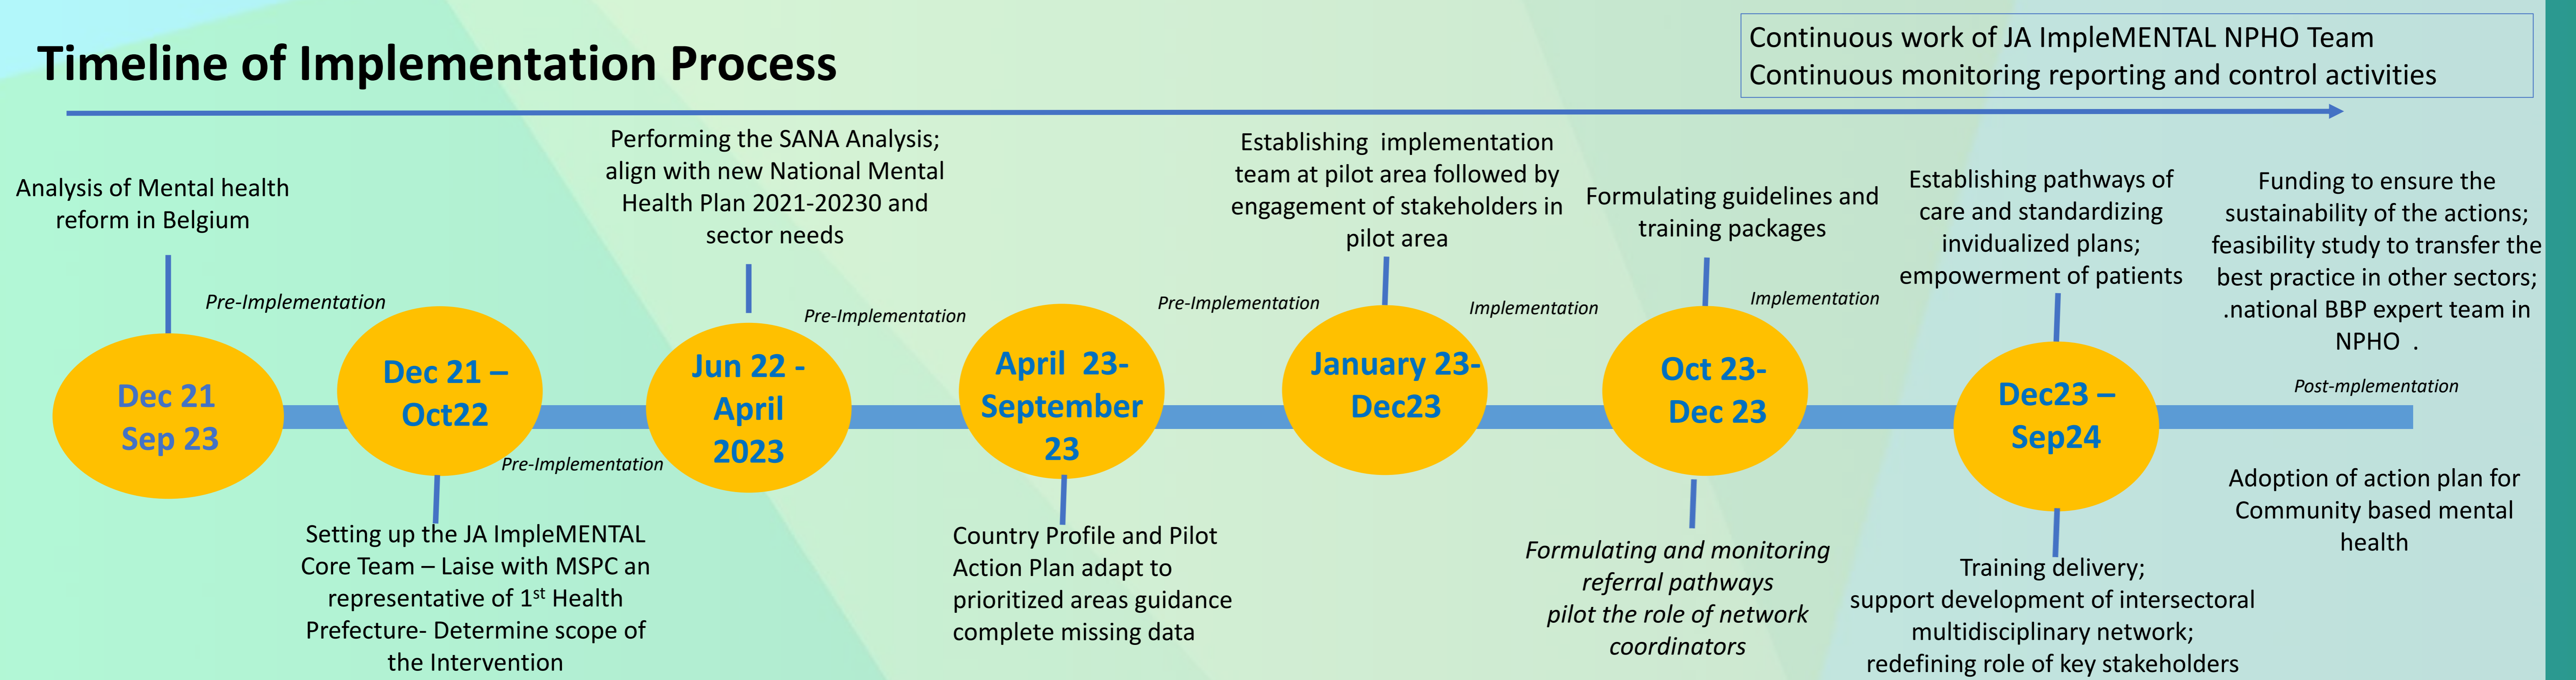 Timeline of Implementation Process
Continuous work of JA ImpleMENTAL NPHO Team
Continuous monitoring reporting and control activities
Analysis of Mental health
reform in Belgium
Pre-Implementation
Dec 21
Sep 23
Dec 21 –
Oct22
Setting up the JA ImpleMENTAL
Core Team – Laise with MSPC an
representative of 1st Health
Prefecture- Determine scope of
the Intervention
Pre-Implementation
Performing the SANA Analysis;
align with new National Mental
Health Plan 2021-20230 and
sector needs
Jun 22 -
April
2023
Pre-Implementation
April 23-
September
23
Country Profile and Pilot
Action Plan adapt to
prioritized areas guidance
complete missing data
Pre-Implementation
Establishing implementation
team at pilot area followed by
engagement of stakeholders in
pilot area
January 23-
Dec23
Implementation
Formulating guidelines and
training packages
Oct 23-
Dec 23
Formulating and monitoring
referral pathways
pilot the role of network
coordinators
Implementation
Establishing pathways of
care and standardizing
invidualized plans;
empowerment of patients
Dec23 –
Sep24
Training delivery;
support development of intersectoral
multidisciplinary network;
redefining role of key stakeholders
Funding to ensure the
sustainability of the actions;
feasibility study to transfer the
best practice in other sectors;
.national BBP expert team in
NPHO .
Post-mplementation
Adoption of action plan for
Community based mental
health